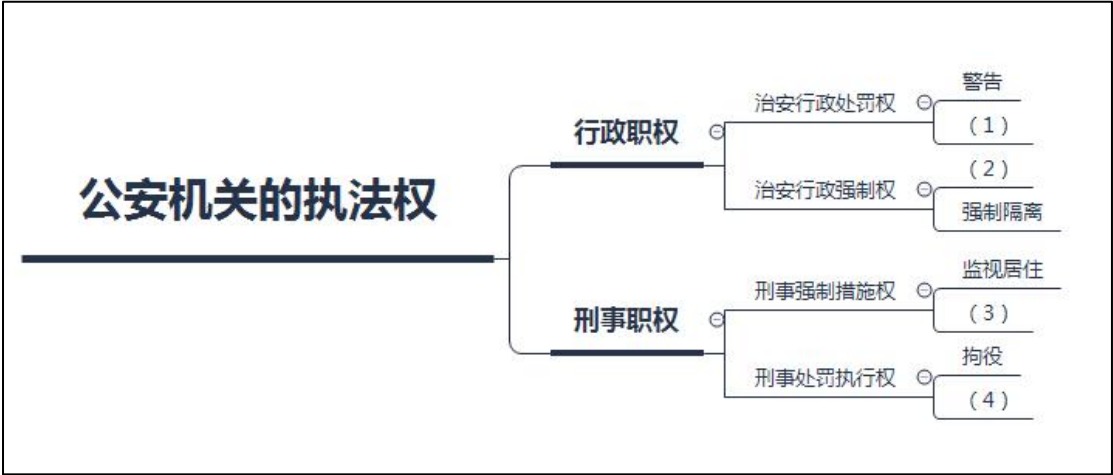 公安机关的执法权
行政职权
治安行政处罚权
警告
（1）
治安行政强制权
（2）
强制隔离
刑事职权
刑事强制措施权
监视居住
（3）
刑事处罚执行权
拘役
（4）